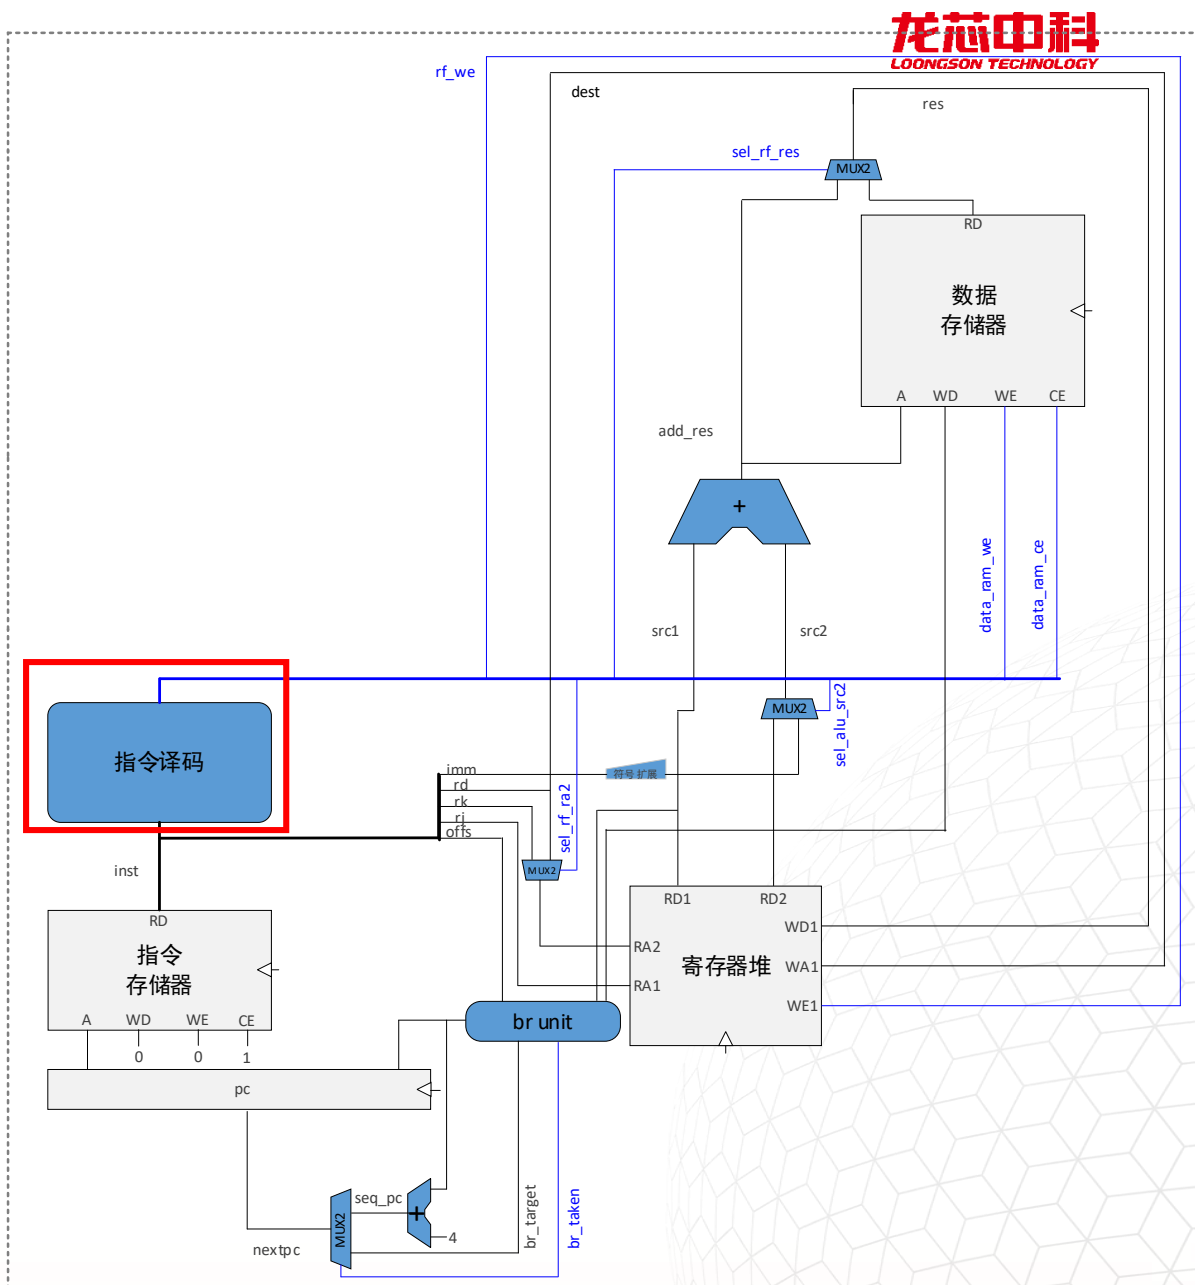 龙芯中科
LOONGSON TECHNOLOGY
rf_we
dest
res
sel_rf_res
MUX2
RD
数据
存储器
A WD WE CE
add_res
+
data_ram_we
data_ram_ce
src1
src2
MUX2
sel_alu_src2
指令译码
imm
符号扩展
rd
rk
rj
offs
sel_rf_ra2
MUX2
inst
RD
指令
存储器
A WD WE CE
0 0 1
RD1 RD2
WD1
RA2
寄存器堆
WA1
RA1
WE1
br unit
pc
seq_pc
+
4
MUX2
nextpc
br_target
br_taken